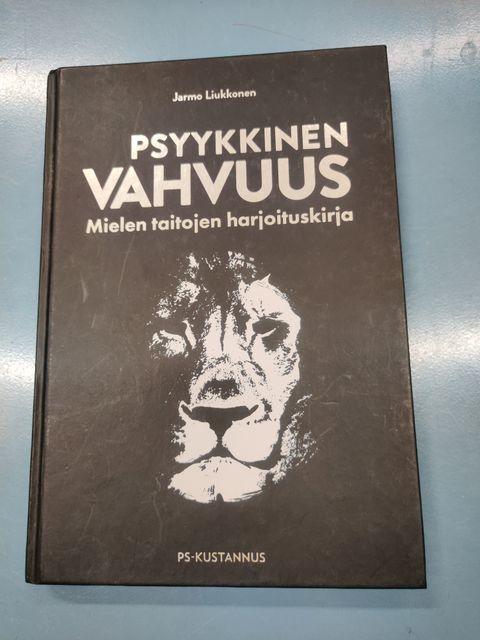 Jarmo Liukkonen
PSYYKKINEN
VAHVUUS
Mielen taitojen harjoituskirja
PS-KUSTANNUS